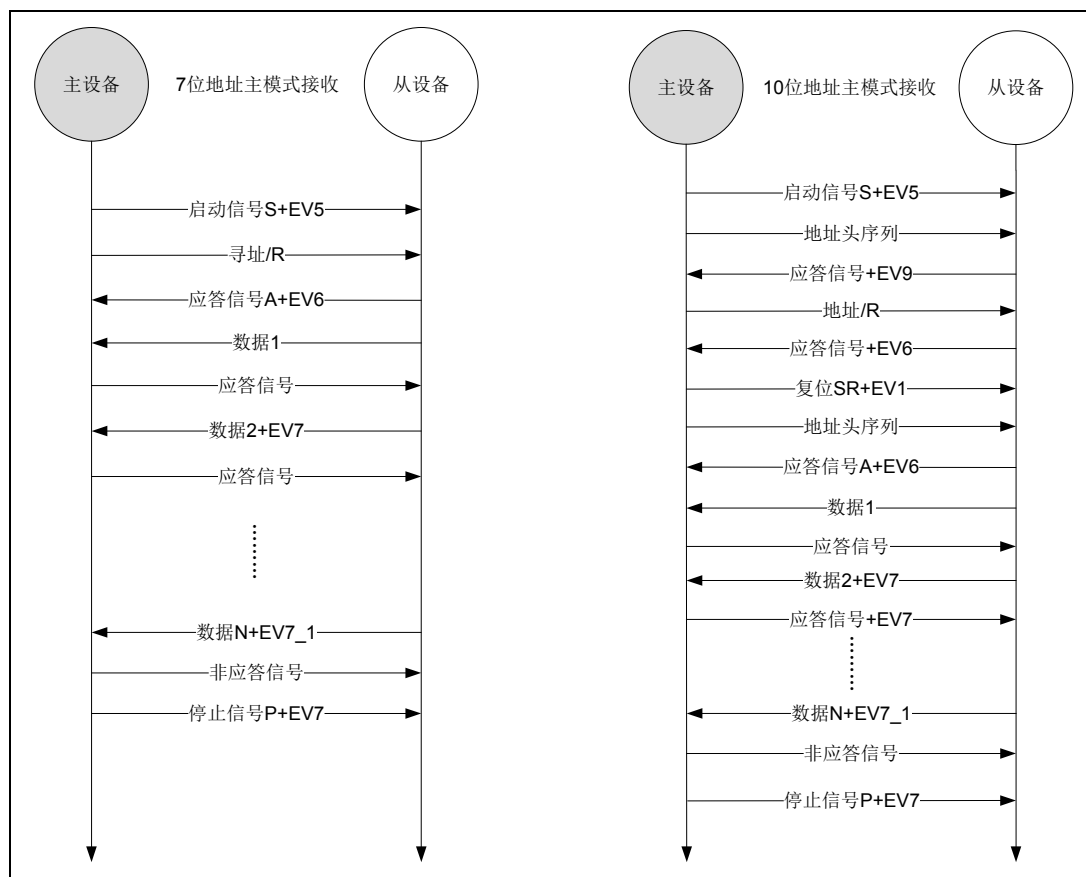 主设备
7位地址主模式接收
从设备
启动信号S+EV5
寻址/R
应答信号A+EV6
数据1
应答信号
数据2+EV7
应答信号
数据N+EV7_1
非应答信号
停止信号P+EV7
主设备
10位地址主模式接收
从设备
启动信号S+EV5
地址头序列
应答信号+EV9
地址/R
应答信号+EV6
复位SR+EV1
地址头序列
应答信号A+EV6
数据1
应答信号
数据2+EV7
应答信号+EV7
数据N+EV7_1
非应答信号
停止信号P+EV7